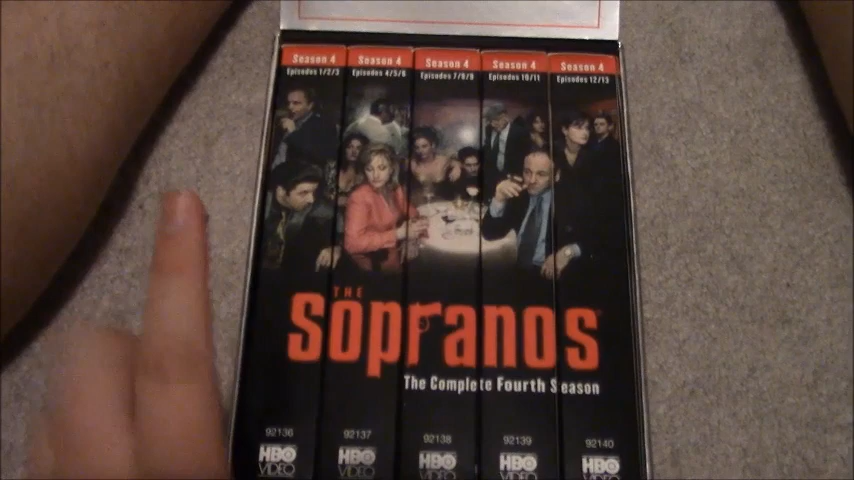 Season 4
Episodes 1/2/3
Season 4
Episodes 4/5/6
Season 4
Episodes 7/8/9
Season 4
Episodes 10/11
Season 4
Episodes 12/13
THE
Sopranos
The Complete Fourth Season
92136
HBO
VIDEO
92137
HBO
VIDEO
92138
HBO
VIDEO
92139
HBO
VIDEO
92140
HBO
VIDEO